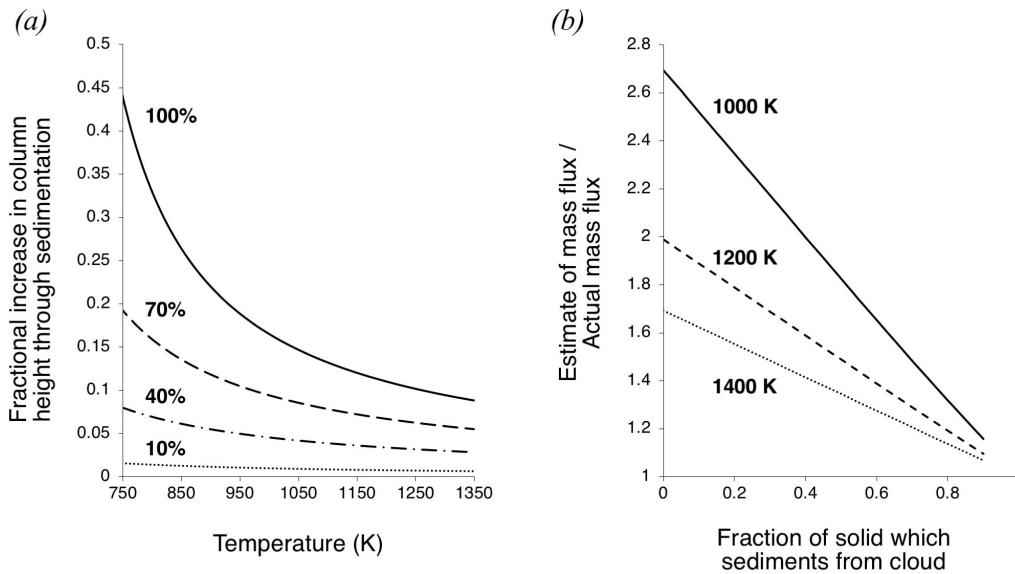 (a)
Fractional increase in column
height through sedimentation
0.5
0.45
0.4
0.35
0.3
0.25
0.2
0.15
0.1
0.05
0
100%
70%
40%
10%
750 850 950 1050 1150 1250 1350
Temperature (K)
(b)
Estimate of mass flux /
Actual mass flux
2.8
2.6
2.4
2.2
2
1.8
1.6
1.4
1.2
1
1000 K
1200 K
1400 K
0 0.2 0.4 0.6 0.8
Fraction of solid which
sediments from cloud